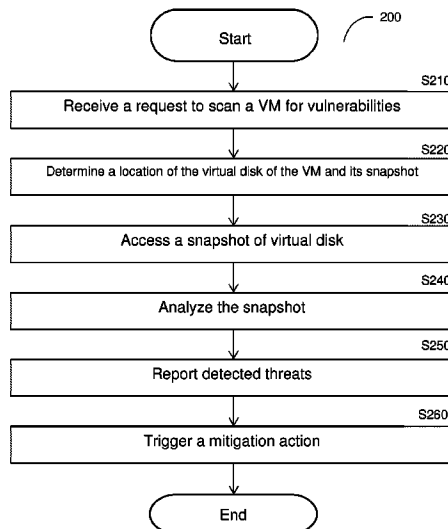 Start
200
S210
Receive a request to scan a VM for vulnerabilities
S220
Determine a location of the virtual disk of the VM and its snapshot
S230
Access a snapshot of virtual disk
S240
Analyze the snapshot
S250
Report detected threats
S260
Trigger a mitigation action
End